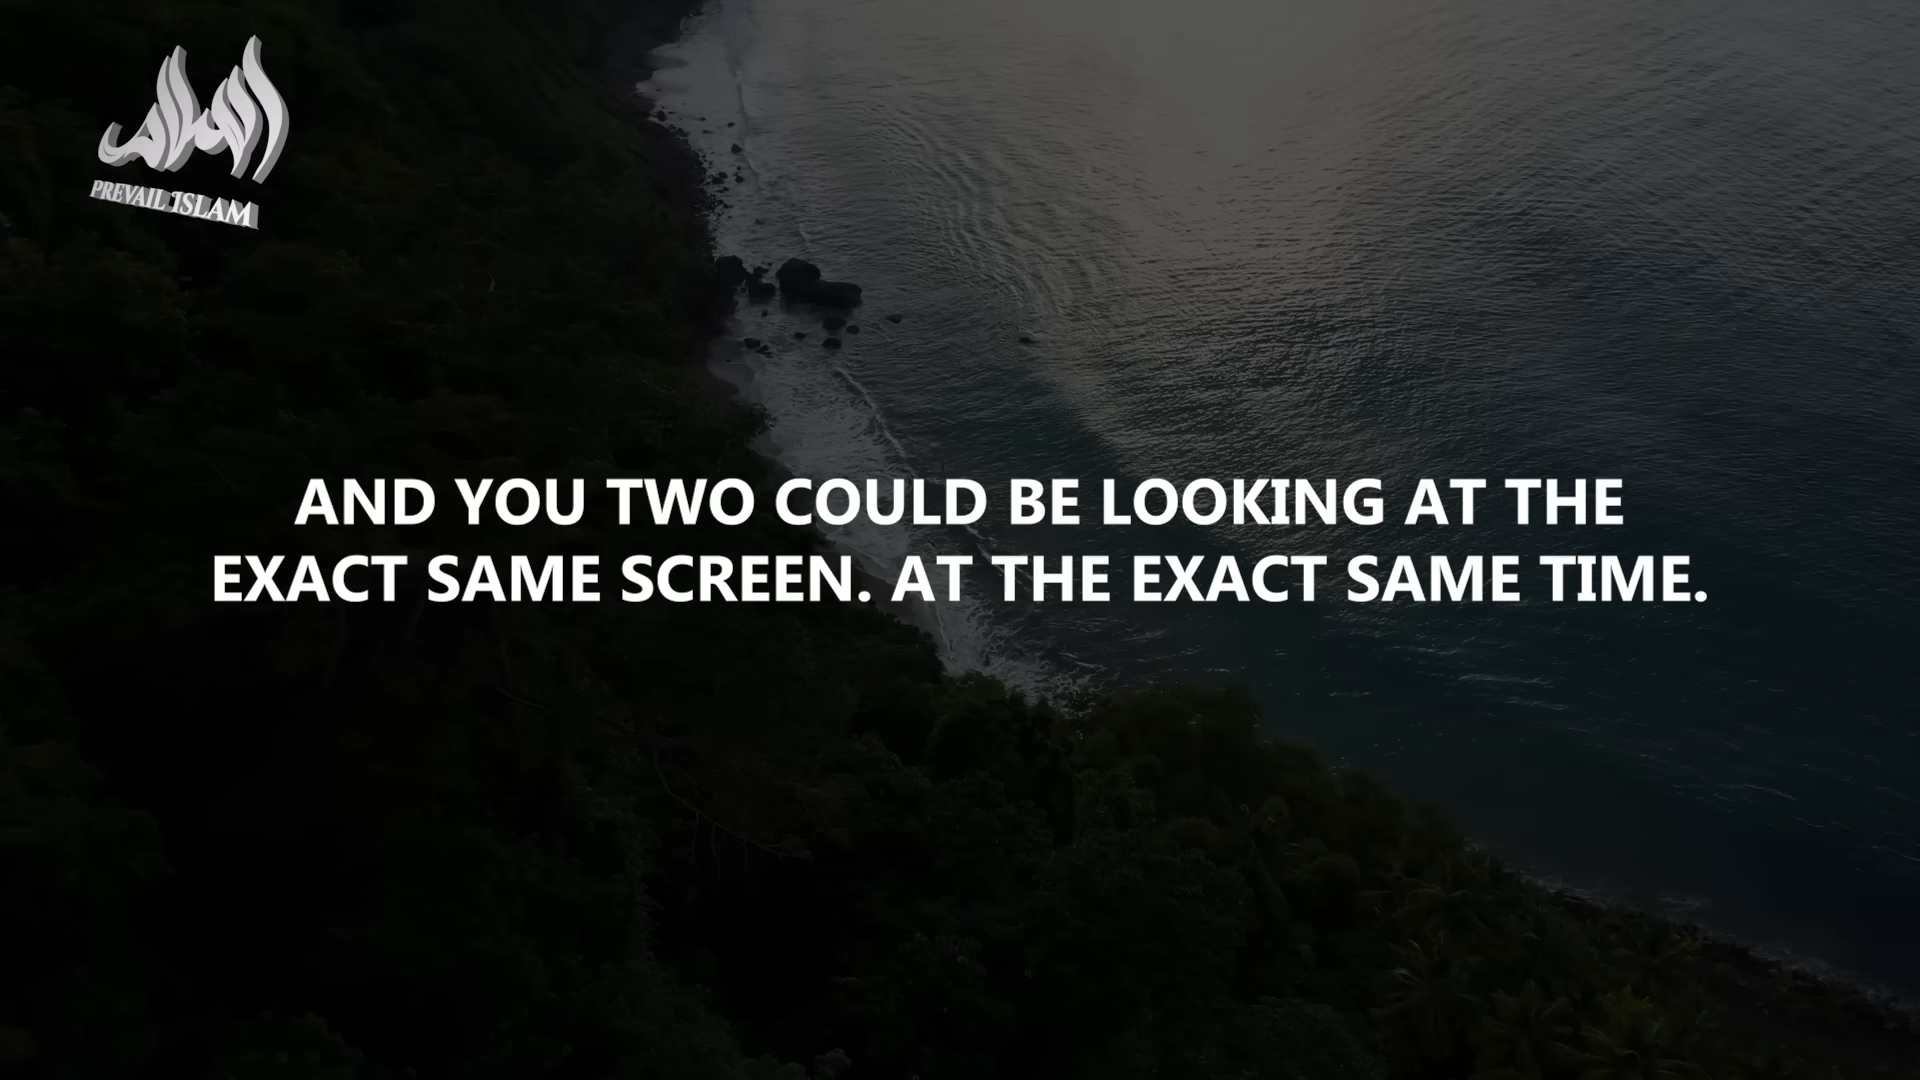 PREVAIL ISLAM
AND YOU TWO COULD BE LOOKING AT THE
EXACT SAME SCREEN. AT THE EXACT SAME TIME.